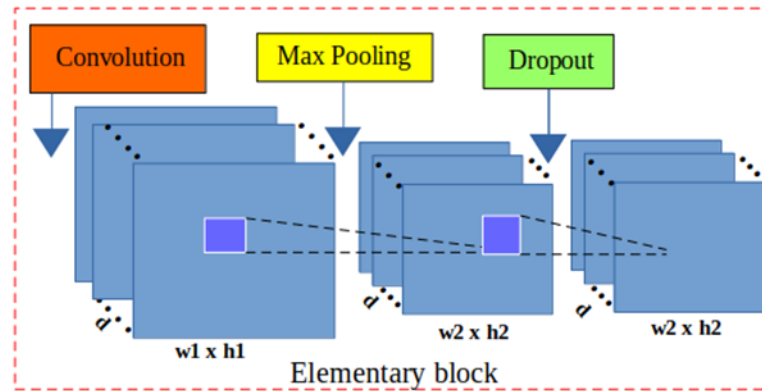 Convolution
Max Pooling
Dropout
d
d
d
w1 x h1
w2 x h2
w2 x h2
Elementary block